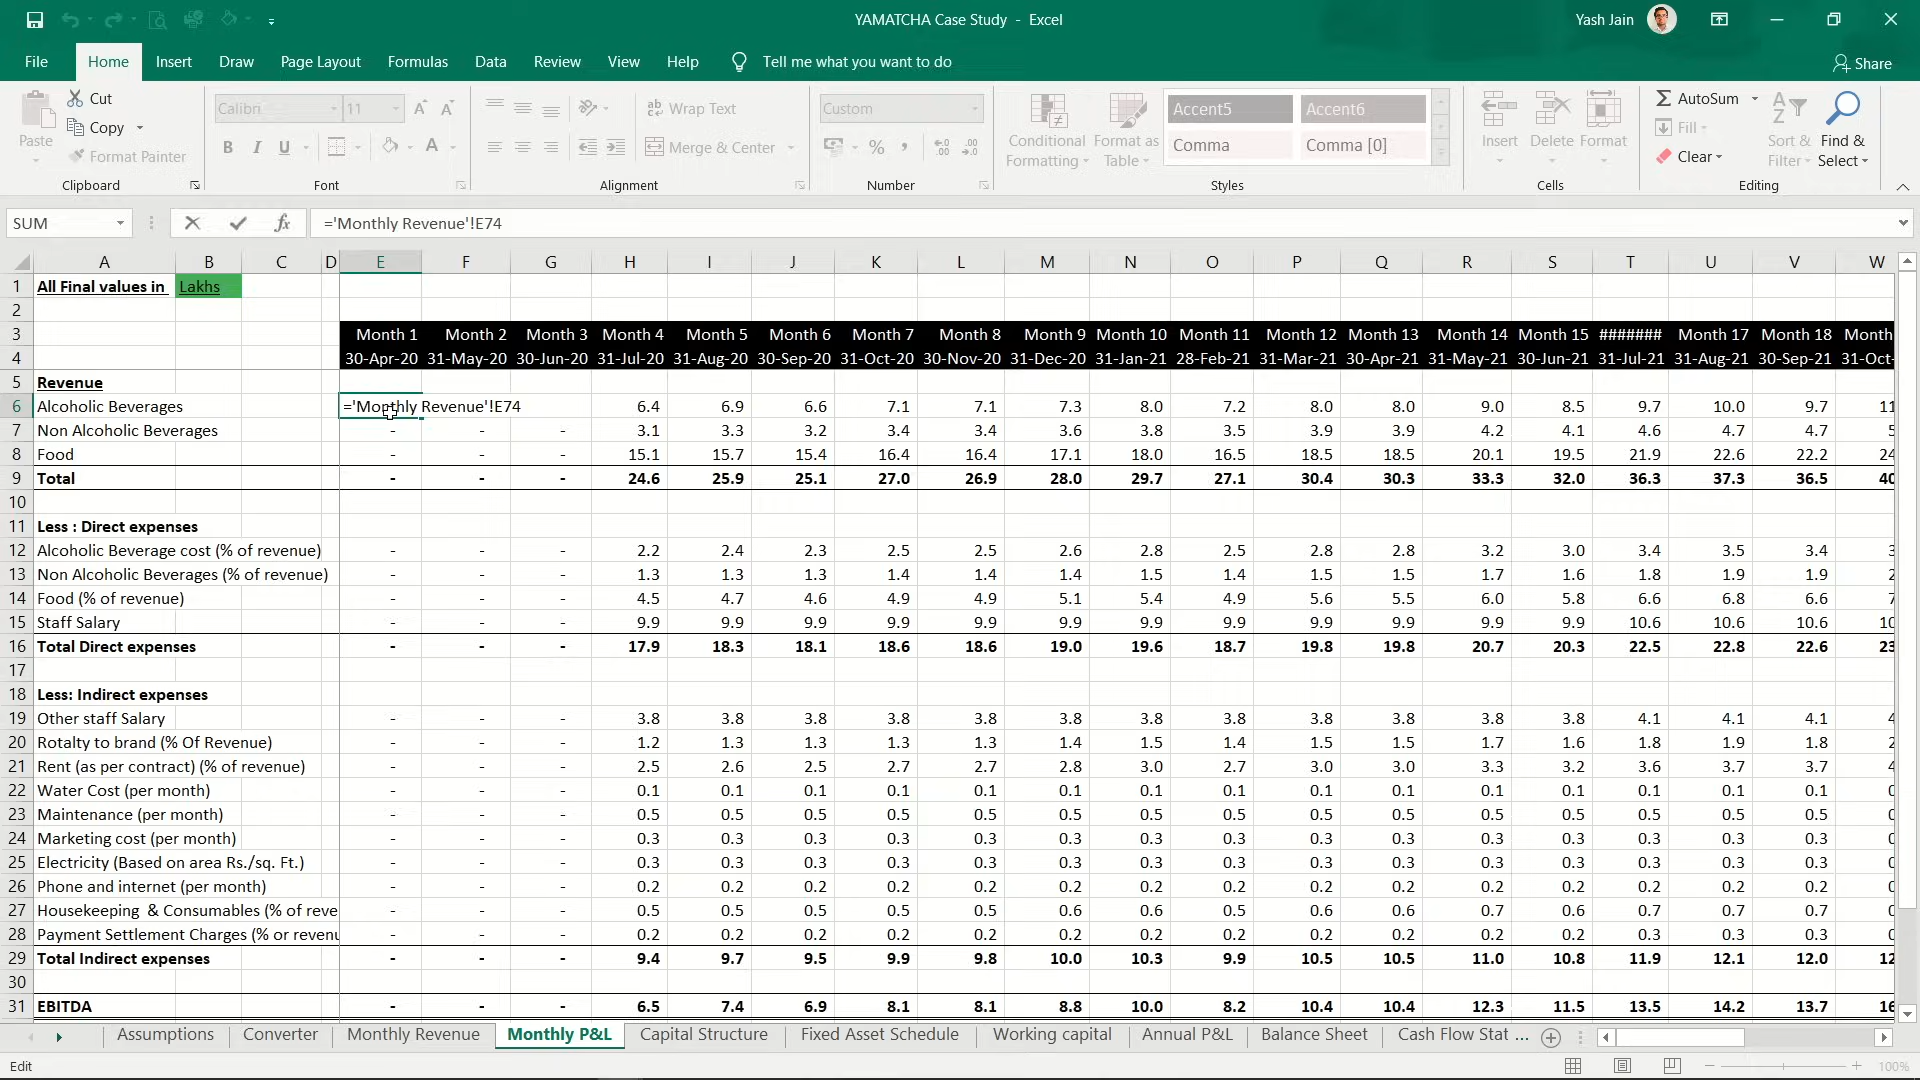 YAMATCHA Case Study - Excel
Yash Jain
File Home Insert Draw Page Layout Formulas Data Review View Help Tell me what you want to do Share
Paste Cut Copy Format Painter
Calibri 11
B I U A
Wrap Text
Merge & Center
Custom
%
Conditional Formatting Format as Table
Accent5 Accent6
Comma Comma [0]
Insert Delete Format
AutoSum Fill Clear
Sort & Filter Find & Select
Clipboard Font Alignment Number Styles Cells Editing
SUM fx ='Monthly Revenue'!E74
A B C D E F G H I J K L M N O P Q R S T U V W
1 All Final values in Lakhs
2
3 Month 1 Month 2 Month 3 Month 4 Month 5 Month 6 Month 7 Month 8 Month 9 Month 10 Month 11 Month 12 Month 13 Month 14 Month 15 ####### Month 17 Month 18 Month
4 30-Apr-20 31-May-20 30-Jun-20 31-Jul-20 31-Aug-20 30-Sep-20 31-Oct-20 30-Nov-20 31-Dec-20 31-Jan-21 28-Feb-21 31-Mar-21 30-Apr-21 31-May-21 30-Jun-21 31-Jul-21 31-Aug-21 30-Sep-21 31-Oct-
5 Revenue
6 Alcoholic Beverages ='Monthly Revenue'!E74 6.4 6.9 6.6 7.1 7.1 7.3 8.0 7.2 8.0 8.0 9.0 8.5 9.7 10.0 9.7 11
7 Non Alcoholic Beverages - - - 3.1 3.3 3.2 3.4 3.4 3.6 3.8 3.5 3.9 3.9 4.2 4.1 4.6 4.7 4.7
8 Food - - - 15.1 15.7 15.4 16.4 16.4 17.1 18.0 16.5 18.5 18.5 20.1 19.5 21.9 22.6 22.2 24
9 Total - - - 24.6 25.9 25.1 27.0 26.9 28.0 29.7 27.1 30.4 30.3 33.3 32.0 36.3 37.3 36.5 40
10
11 Less : Direct expenses
12 Alcoholic Beverage cost (% of revenue) - - - 2.2 2.4 2.3 2.5 2.5 2.6 2.8 2.5 2.8 2.8 3.2 3.0 3.4 3.5 3.4
13 Non Alcoholic Beverages (% of revenue) - - - 1.3 1.3 1.3 1.4 1.4 1.4 1.5 1.4 1.5 1.5 1.7 1.6 1.8 1.9 1.9
14 Food (% of revenue) - - - 4.5 4.7 4.6 4.9 4.9 5.1 5.4 4.9 5.6 5.5 6.0 5.8 6.6 6.8 6.6
15 Staff Salary - - - 9.9 9.9 9.9 9.9 9.9 9.9 9.9 9.9 9.9 9.9 9.9 9.9 10.6 10.6 10.6 10
16 Total Direct expenses - - - 17.9 18.3 18.1 18.6 18.6 19.0 19.6 18.7 19.8 19.8 20.7 20.3 22.5 22.8 22.6 23
17
18 Less: Indirect expenses
19 Other staff Salary - - - 3.8 3.8 3.8 3.8 3.8 3.8 3.8 3.8 3.8 3.8 3.8 3.8 4.1 4.1 4.1
20 Rotalty to brand (% Of Revenue) - - - 1.2 1.3 1.3 1.3 1.3 1.4 1.5 1.4 1.5 1.5 1.7 1.6 1.8 1.9 1.8
21 Rent (as per contract) (% of revenue) - - - 2.5 2.6 2.5 2.7 2.7 2.8 3.0 2.7 3.0 3.0 3.3 3.2 3.6 3.7 3.7
22 Water Cost (per month) - - - 0.1 0.1 0.1 0.1 0.1 0.1 0.1 0.1 0.1 0.1 0.1 0.1 0.1 0.1 0.1
23 Maintenance (per month) - - - 0.5 0.5 0.5 0.5 0.5 0.5 0.5 0.5 0.5 0.5 0.5 0.5 0.5 0.5 0.5
24 Marketing cost (per month) - - - 0.3 0.3 0.3 0.3 0.3 0.3 0.3 0.3 0.3 0.3 0.3 0.3 0.3 0.3 0.3
25 Electricity (Based on area Rs./sq. Ft.) - - - 0.3 0.3 0.3 0.3 0.3 0.3 0.3 0.3 0.3 0.3 0.3 0.3 0.3 0.3 0.3
26 Phone and internet (per month) - - - 0.2 0.2 0.2 0.2 0.2 0.2 0.2 0.2 0.2 0.2 0.2 0.2 0.2 0.2 0.2
27 Housekeeping & Consumables (% of reve - - - 0.5 0.5 0.5 0.5 0.5 0.6 0.6 0.5 0.6 0.6 0.7 0.6 0.7 0.7 0.7
28 Payment Settlement Charges (% or revenu - - - 0.2 0.2 0.2 0.2 0.2 0.2 0.2 0.2 0.2 0.2 0.2 0.2 0.3 0.3 0.3
29 Total Indirect expenses - - - 9.4 9.7 9.5 9.9 9.8 10.0 10.3 9.9 10.5 10.5 11.0 10.8 11.9 12.1 12.0 12
30
31 EBITDA - - - 6.5 7.4 6.9 8.1 8.1 8.8 10.0 8.2 10.4 10.4 12.3 11.5 13.5 14.2 13.7 16
Assumptions Converter Monthly Revenue Monthly P&L Capital Structure Fixed Asset Schedule Working capital Annual P&L Balance Sheet Cash Flow Stat ...
Edit 100%